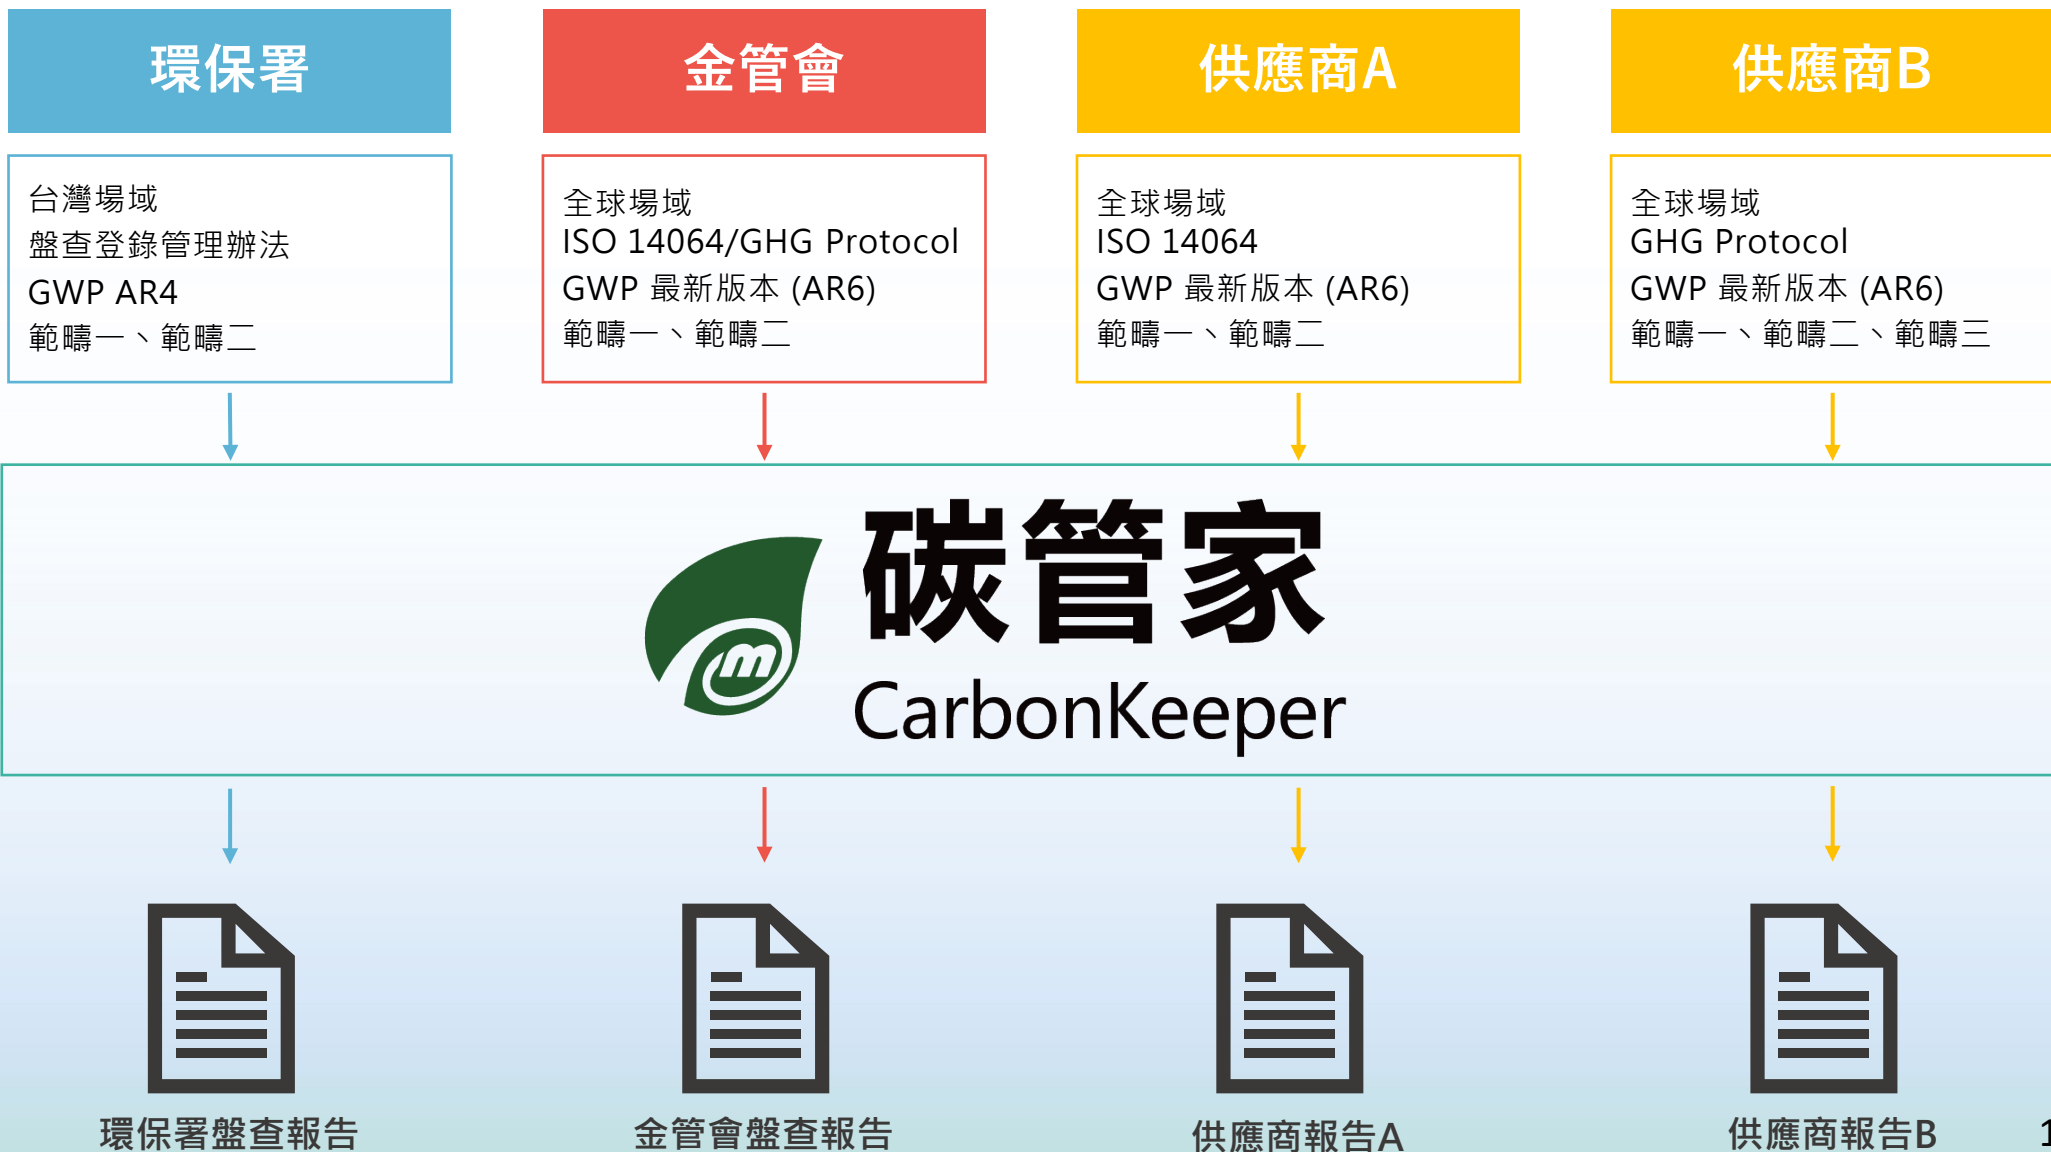 環保署
金管會
供應商A
供應商B
台灣場域
盤查登錄管理辦法
GWP AR4
範疇一、範疇二
全球場域
ISO 14064/GHG Protocol
GWP 最新版本 (AR6)
範疇一、範疇二
全球場域
ISO 14064
GWP 最新版本 (AR6)
範疇一、範疇二
全球場域
GHG Protocol
GWP 最新版本 (AR6)
範疇一、範疇二、範疇三
碳管家
m
CarbonKeeper
環保署盤查報告
金管會盤查報告
供應商報告A
供應商報告B